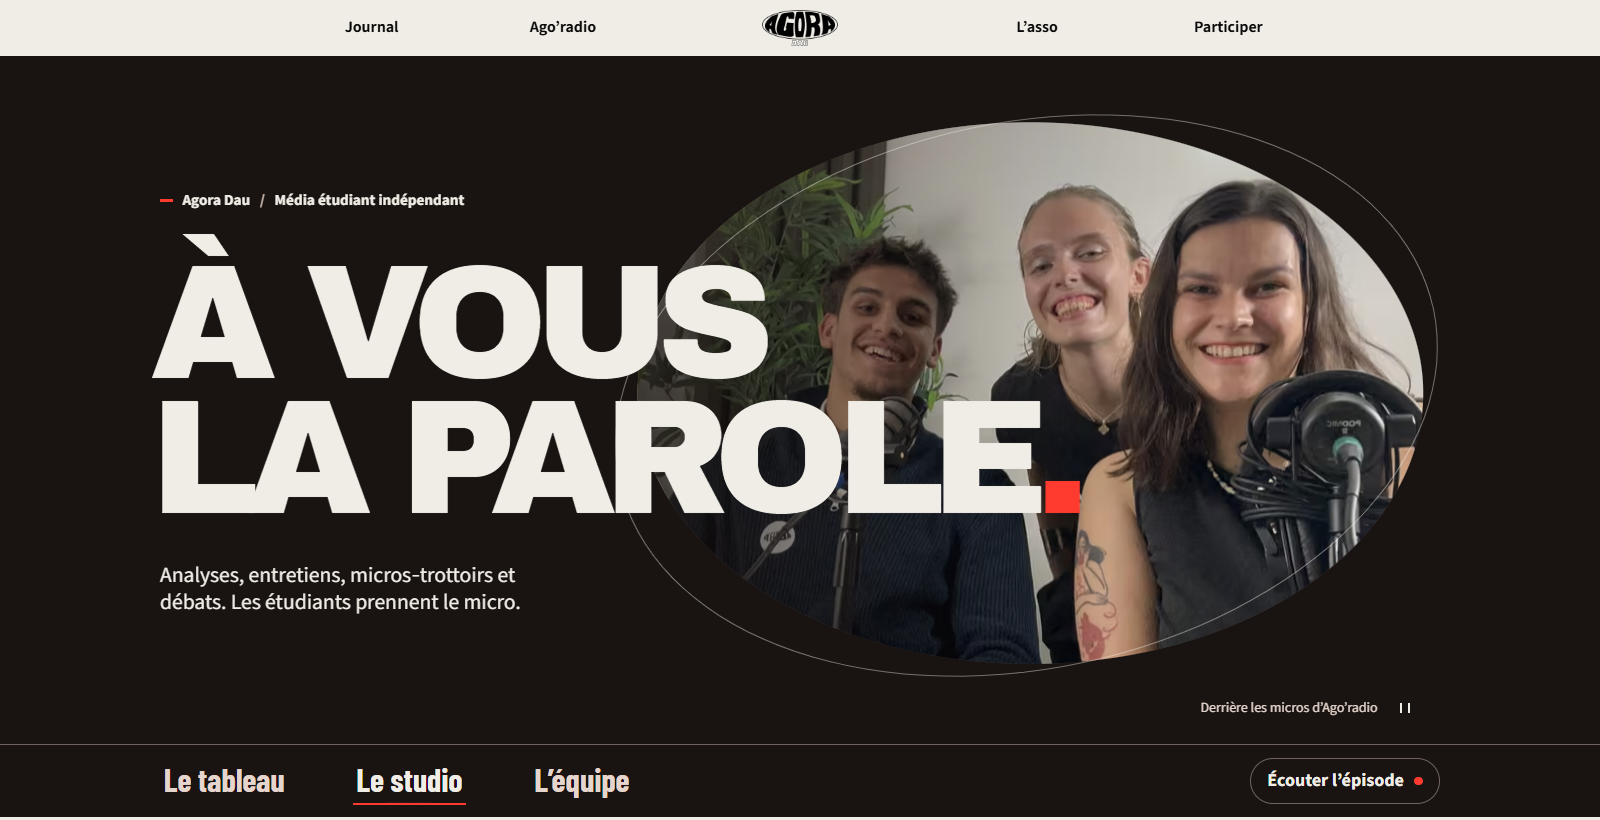 Journal
Ago’radio
AGORA
L’asso
Participer
Agora Dau / Média étudiant indépendant
À VOUS
LA PAROLE.
Analyses, entretiens, micros-trottoirs et
débats. Les étudiants prennent le micro.
Derrière les micros d’Ago’radio
Le tableau
Le studio
L’équipe
Écouter l’épisode